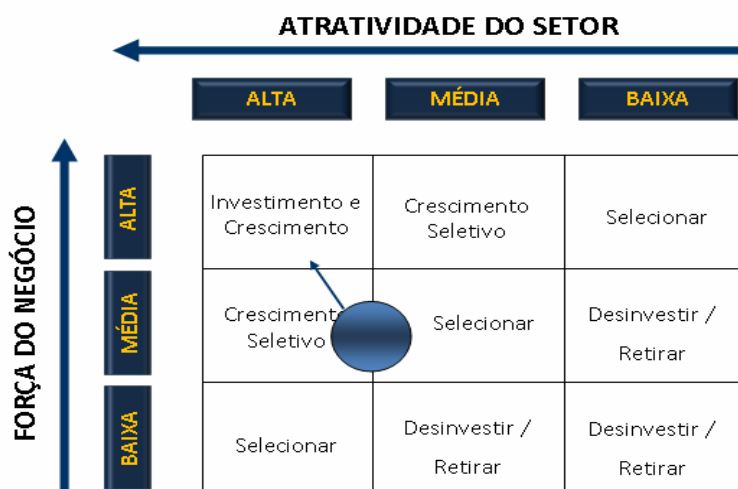 ATRATIVIDADE DO SETOR
ALTA
MÉDIA
BAIXA
FORÇA DO NEGÓCIO
ALTA
Investimento e
Crescimento
Crescimento
Seletivo
Selecionar
MÉDIA
Crescimento
Seletivo
Selecionar
Desinvestir /
Retirar
BAIXA
Selecionar
Desinvestir /
Retirar
Desinvestir /
Retirar